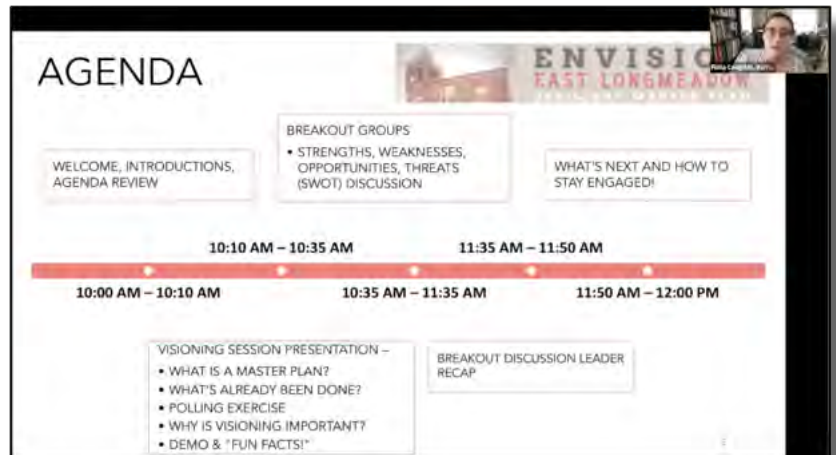 AGENDA
ENVISIO
EAST LONGMEADOW
BREAKOUT GROUPS
• STRENGTHS, WEAKNESSES,
OPPORTUNITIES, THREATS
(SWOT) DISCUSSION
WELCOME, INTRODUCTIONS,
AGENDA REVIEW
WHAT'S NEXT AND HOW TO
STAY ENGAGED!
10:10 AM – 10:35 AM
11:35 AM – 11:50 AM
10:00 AM – 10:10 AM
10:35 AM – 11:35 AM
11:50 AM – 12:00 PM
VISIONING SESSION PRESENTATION –
• WHAT IS A MASTER PLAN?
• WHAT'S ALREADY BEEN DONE?
• POLLING EXERCISE
• WHY IS VISIONING IMPORTANT?
• DEMO & "FUN FACTS!"
BREAKOUT DISCUSSION LEADER
RECAP